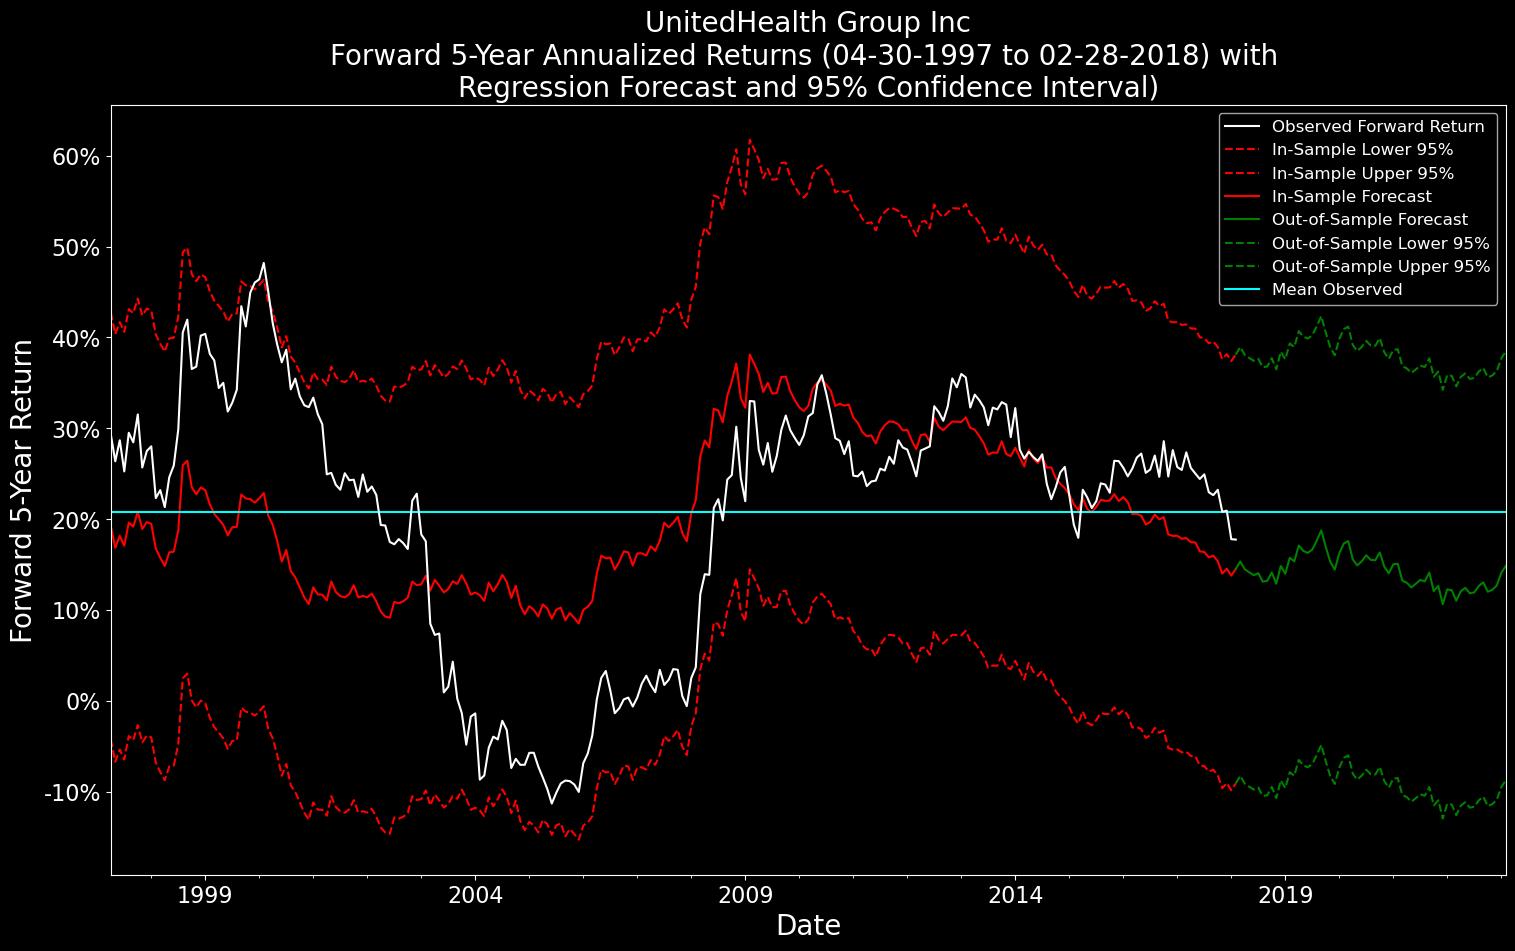 UnitedHealth Group Inc
Forward 5-Year Annualized Returns (04-30-1997 to 02-28-2018) with
Regression Forecast and 95% Confidence Interval)
Observed Forward Return
In-Sample Lower 95%
In-Sample Upper 95%
In-Sample Forecast
Out-of-Sample Forecast
Out-of-Sample Lower 95%
Out-of-Sample Upper 95%
Mean Observed
Forward 5-Year Return
60%
50%
40%
30%
20%
10%
0%
-10%
1999
2004
2009
2014
2019
Date